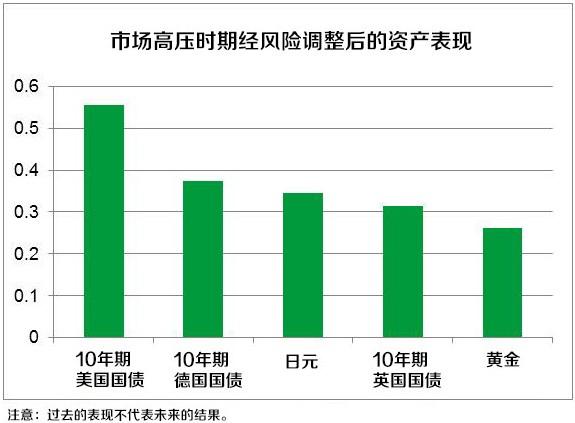 市场高压时期经风险调整后的资产表现
0.6
0.5
0.4
0.3
0.2
0.1
0
10年期
美国国债
10年期
德国国债
日元
10年期
英国国债
黄金
注意：过去的表现不代表未来的结果。